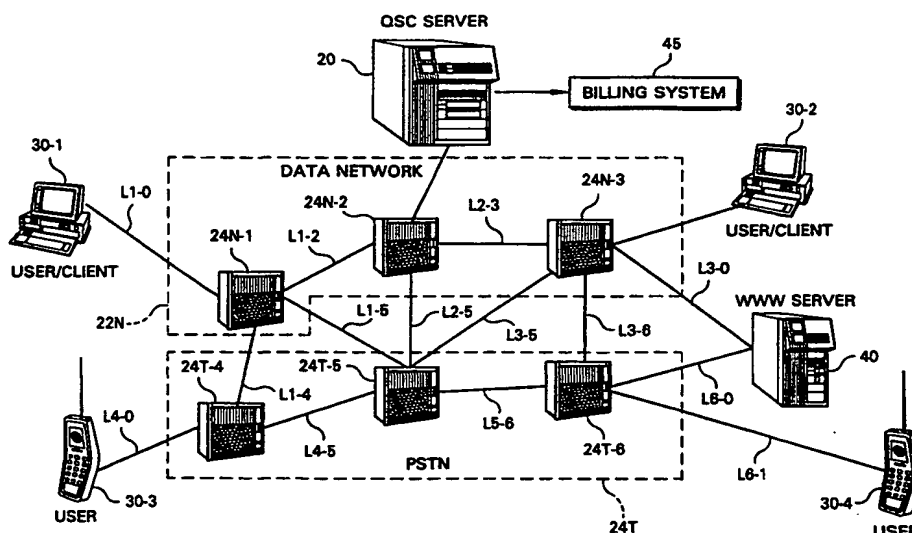 QSC SERVER
20
45
BILLING SYSTEM
30-1
30-2
DATA NETWORK
L1-0
24N-2
24N-3
L2-3
USER/CLIENT
24N-1
L1-2
USER/CLIENT
L3-0
WWW SERVER
22N
L1-5
L2-5
L3-5
L3-6
24T-4
24T-5
L1-4
40
L6-0
L4-0
L5-6
L4-5
24T-6
PSTN
L6-1
30-3
30-4
USER
24T
USER